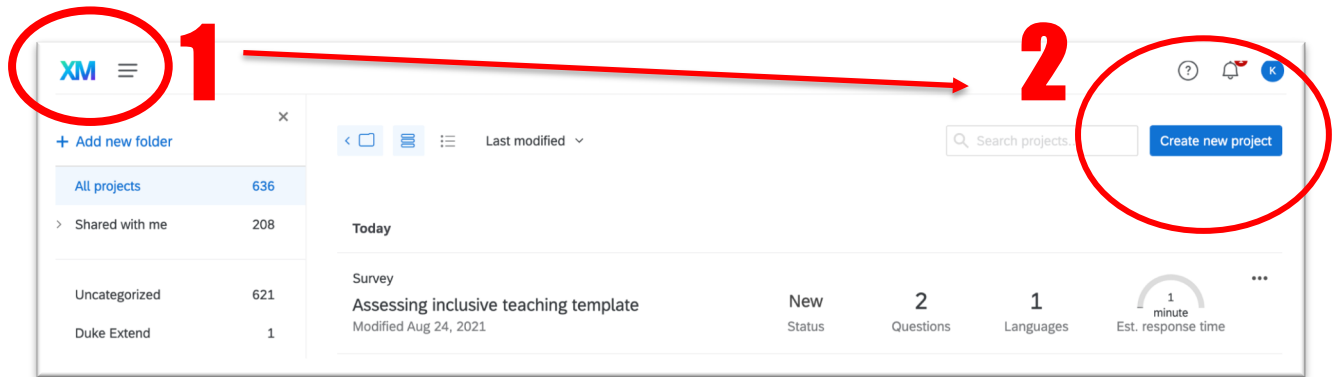 1
2
XM
K
+ Add new folder
Last modified
Search projects...
Create new project
All projects 636
Shared with me 208
Today
Survey
Assessing inclusive teaching template
Modified Aug 24, 2021
New
Status
2
Questions
1
Languages
1
minute
Est. response time
Uncategorized 621
Duke Extend 1